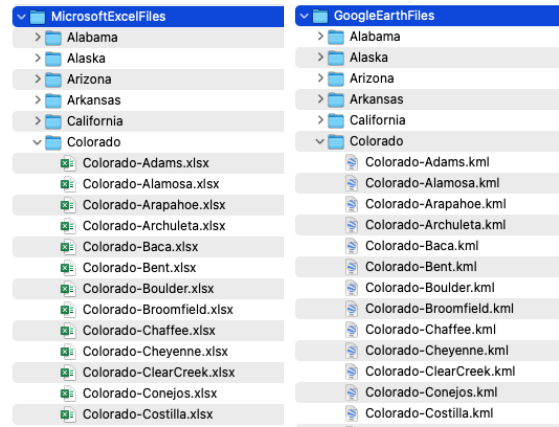 MicrosoftExcelFiles
Alabama
Alaska
Arizona
Arkansas
California
Colorado
Colorado-Adams.xlsx
Colorado-Alamosa.xlsx
Colorado-Arapahoe.xlsx
Colorado-Archuleta.xlsx
Colorado-Baca.xlsx
Colorado-Bent.xlsx
Colorado-Boulder.xlsx
Colorado-Broomfield.xlsx
Colorado-Chaffee.xlsx
Colorado-Cheyenne.xlsx
Colorado-ClearCreek.xlsx
Colorado-Conejos.xlsx
Colorado-Costilla.xlsx
GoogleEarthFiles
Alabama
Alaska
Arizona
Arkansas
California
Colorado
Colorado-Adams.kml
Colorado-Alamosa.kml
Colorado-Arapahoe.kml
Colorado-Archuleta.kml
Colorado-Baca.kml
Colorado-Bent.kml
Colorado-Boulder.kml
Colorado-Broomfield.kml
Colorado-Chaffee.kml
Colorado-Cheyenne.kml
Colorado-ClearCreek.kml
Colorado-Conejos.kml
Colorado-Costilla.kml